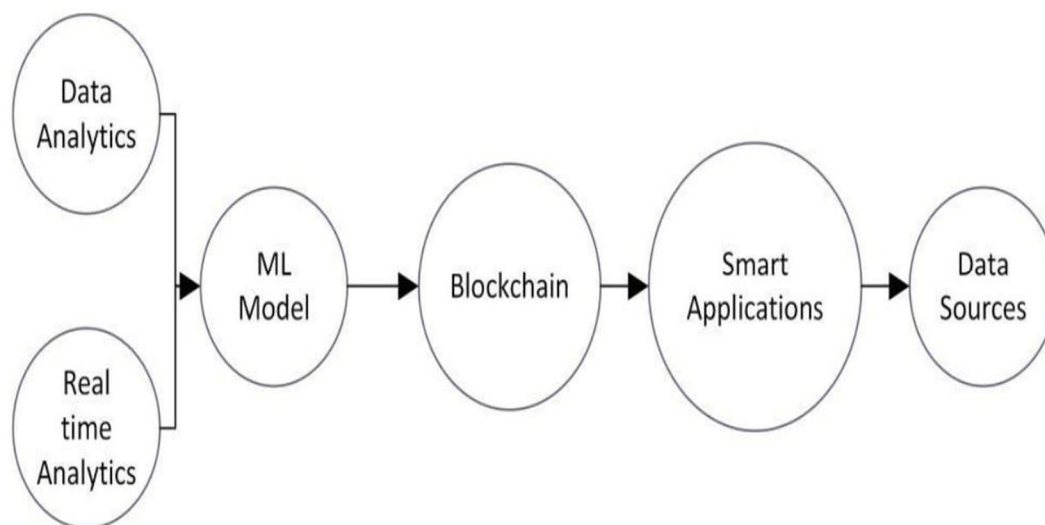 Data
Analytics
Real
time
Analytics
ML
Model
Blockchain
Smart
Applications
Data
Sources